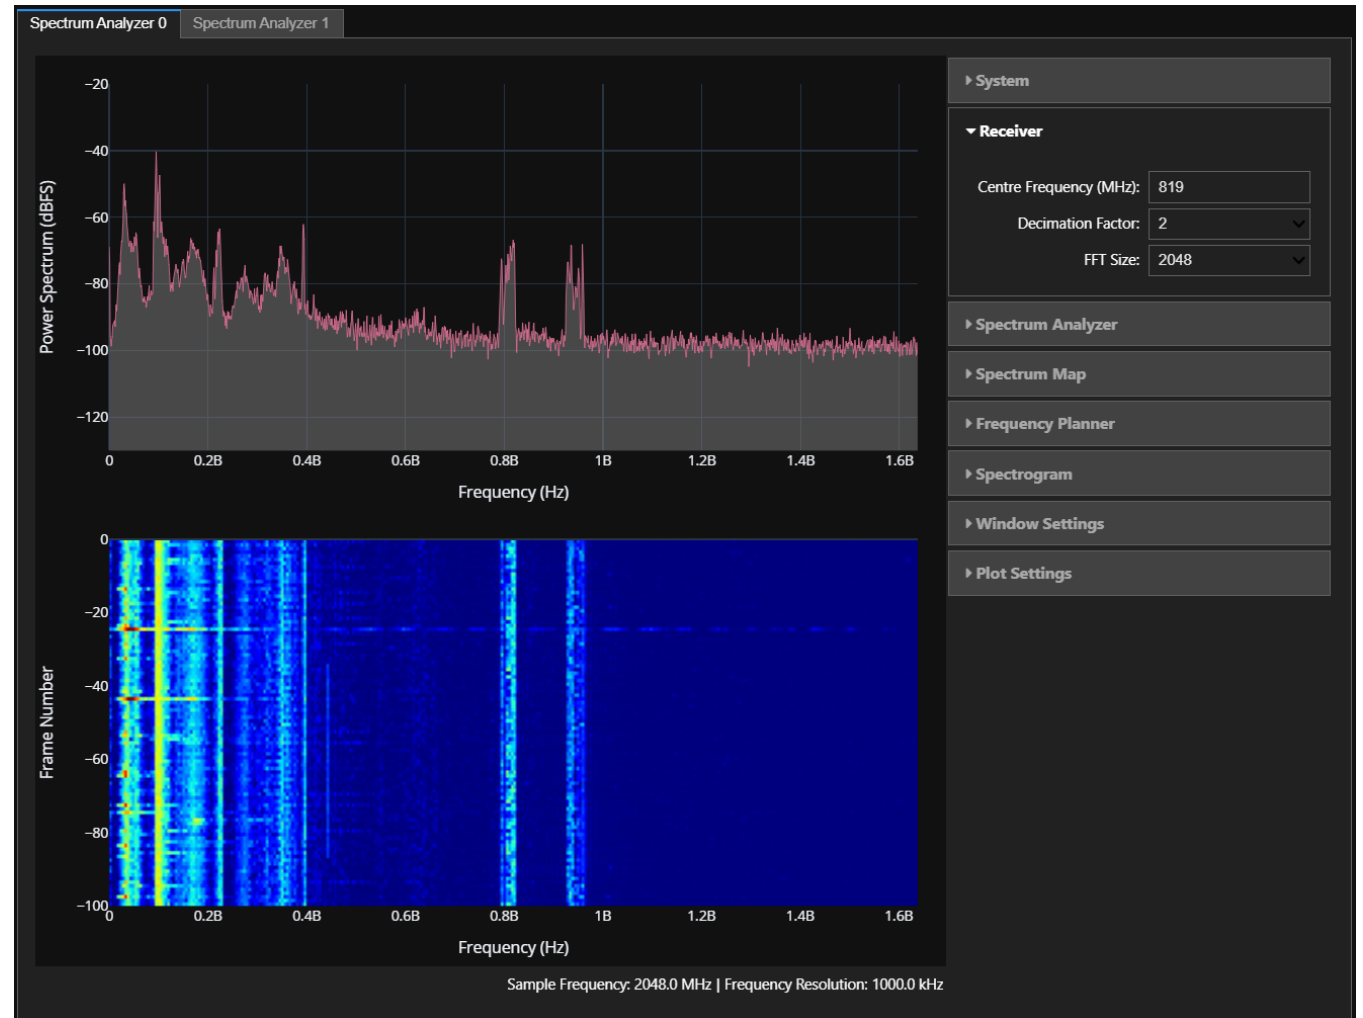 Spectrum Analyzer 0
Spectrum Analyzer 1
−20
−40
−60
−80
−100
−120
Power Spectrum (dBFS)
0 0.2B 0.4B 0.6B 0.8B 1B 1.2B 1.4B 1.6B
Frequency (Hz)
0
−20
−40
−60
−80
−100
Frame Number
0 0.2B 0.4B 0.6B 0.8B 1B 1.2B 1.4B 1.6B
Frequency (Hz)
Sample Frequency: 2048.0 MHz | Frequency Resolution: 1000.0 kHz
System
Receiver
Centre Frequency (MHz): 819
Decimation Factor: 2
FFT Size: 2048
Spectrum Analyzer
Spectrum Map
Frequency Planner
Spectrogram
Window Settings
Plot Settings